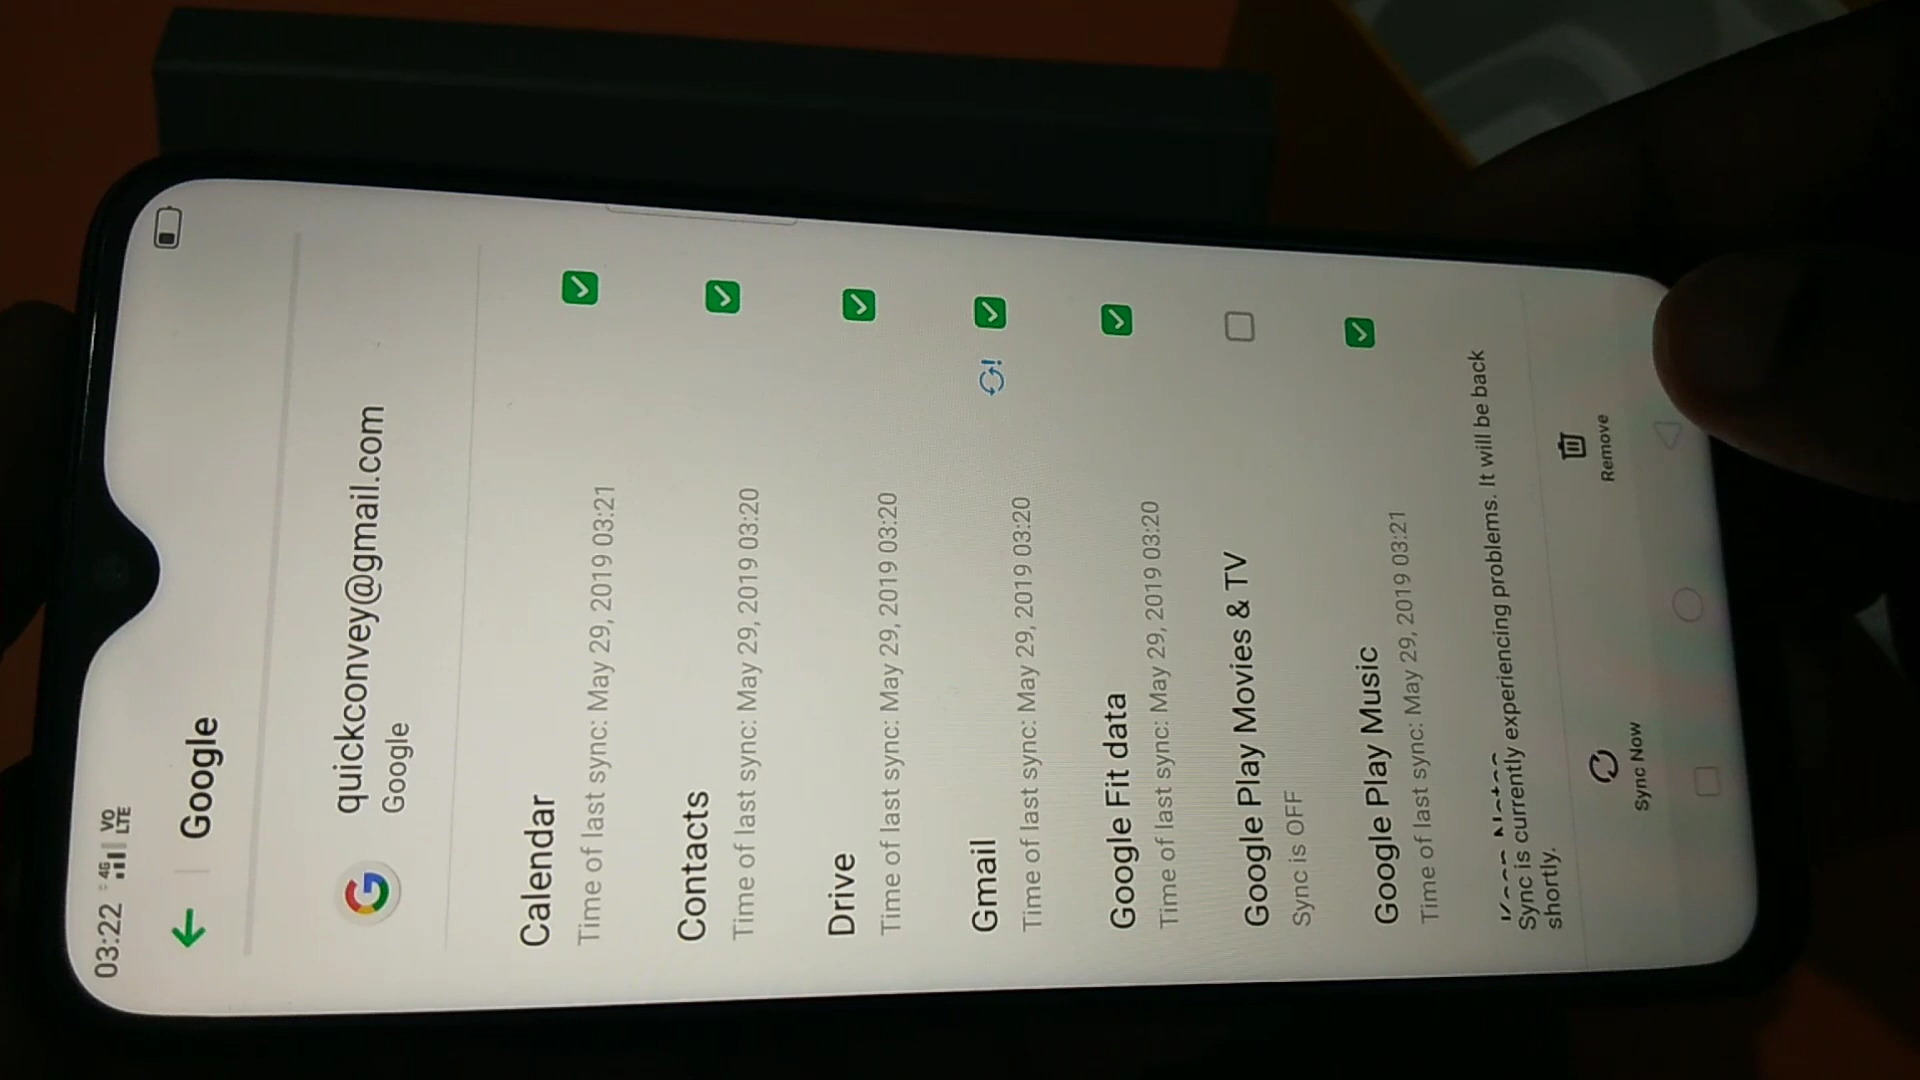 03:22 4G VO LTE
Google
quickconvey@gmail.com
Google
Calendar
Time of last sync: May 29, 2019 03:21
Contacts
Time of last sync: May 29, 2019 03:20
Drive
Time of last sync: May 29, 2019 03:20
Gmail
Time of last sync: May 29, 2019 03:20
Google Fit data
Time of last sync: May 29, 2019 03:20
Google Play Movies & TV
Sync is OFF
Google Play Music
Time of last sync: May 29, 2019 03:21
Sync is currently experiencing problems. It will be back
shortly.
Sync Now
Remove